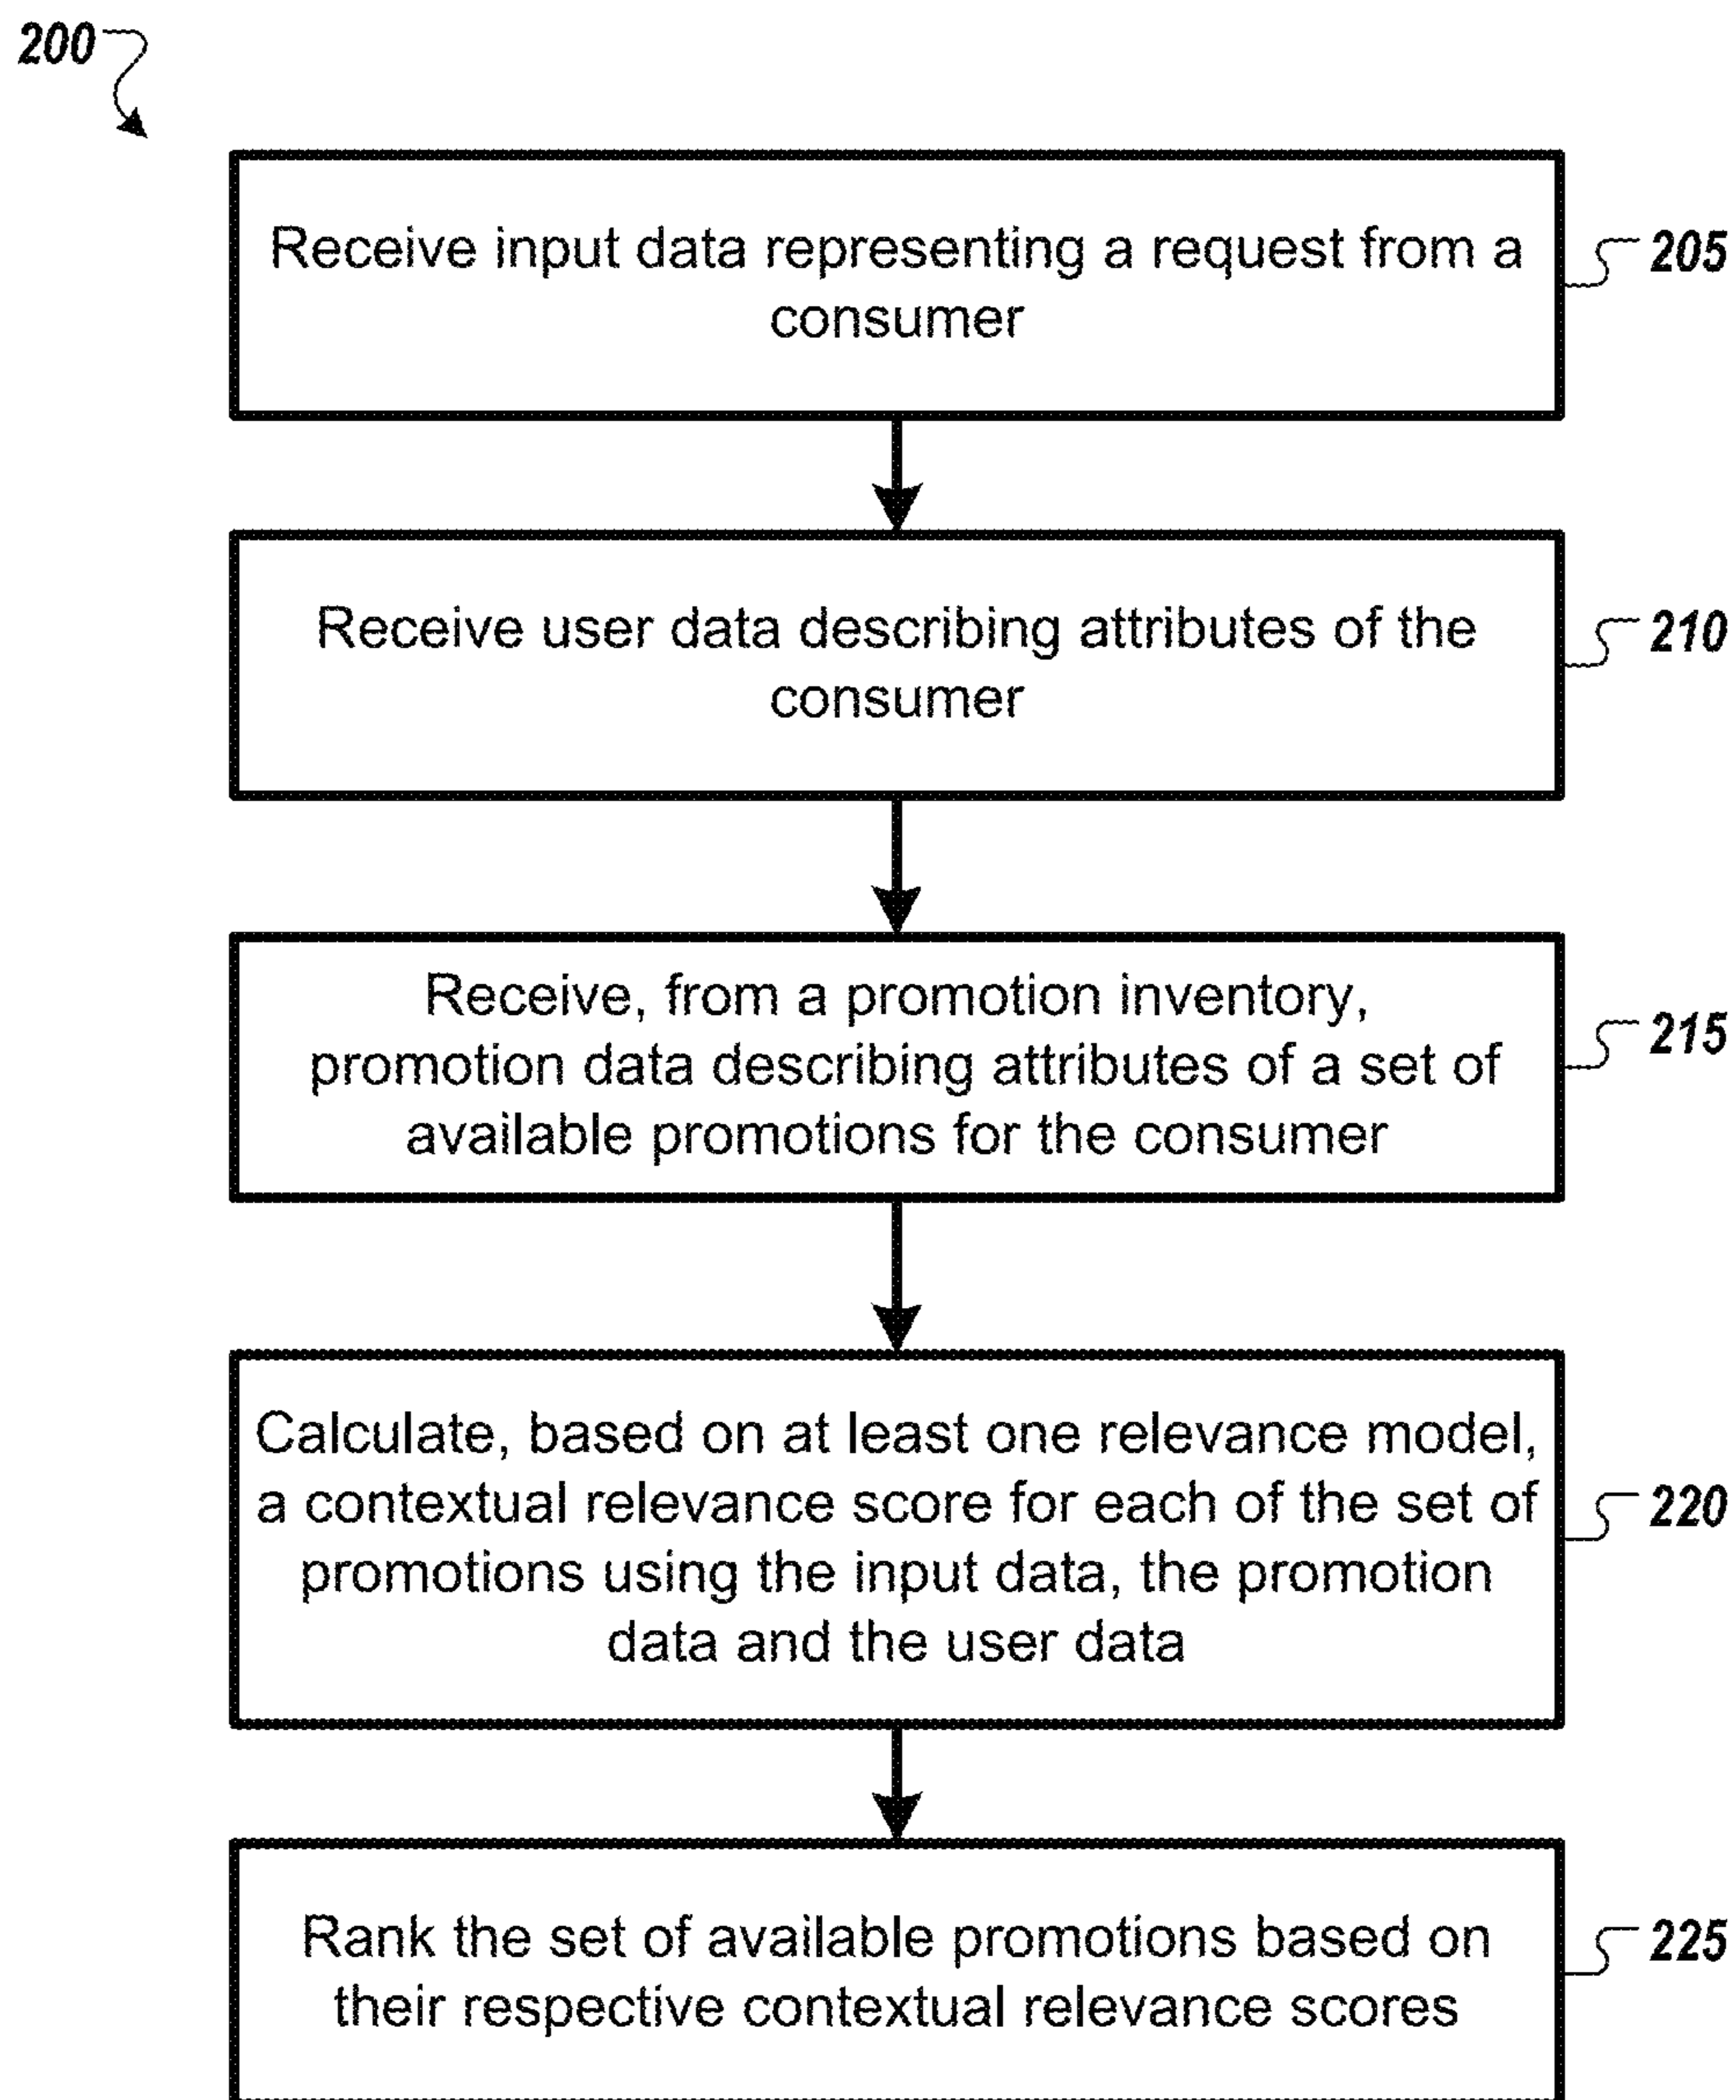 200
Receive input data representing a request from a
consumer
205
Receive user data describing attributes of the
consumer
210
Receive, from a promotion inventory,
promotion data describing attributes of a set of
available promotions for the consumer
215
Calculate, based on at least one relevance model,
a contextual relevance score for each of the set of
promotions using the input data, the promotion
data and the user data
220
Rank the set of available promotions based on
their respective contextual relevance scores
225